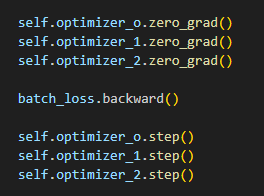 self.optimizer_o.zero_grad()
self.optimizer_1.zero_grad()
self.optimizer_2.zero_grad()
batch_loss.backward()
self.optimizer_o.step()
self.optimizer_1.step()
self.optimizer_2.step()